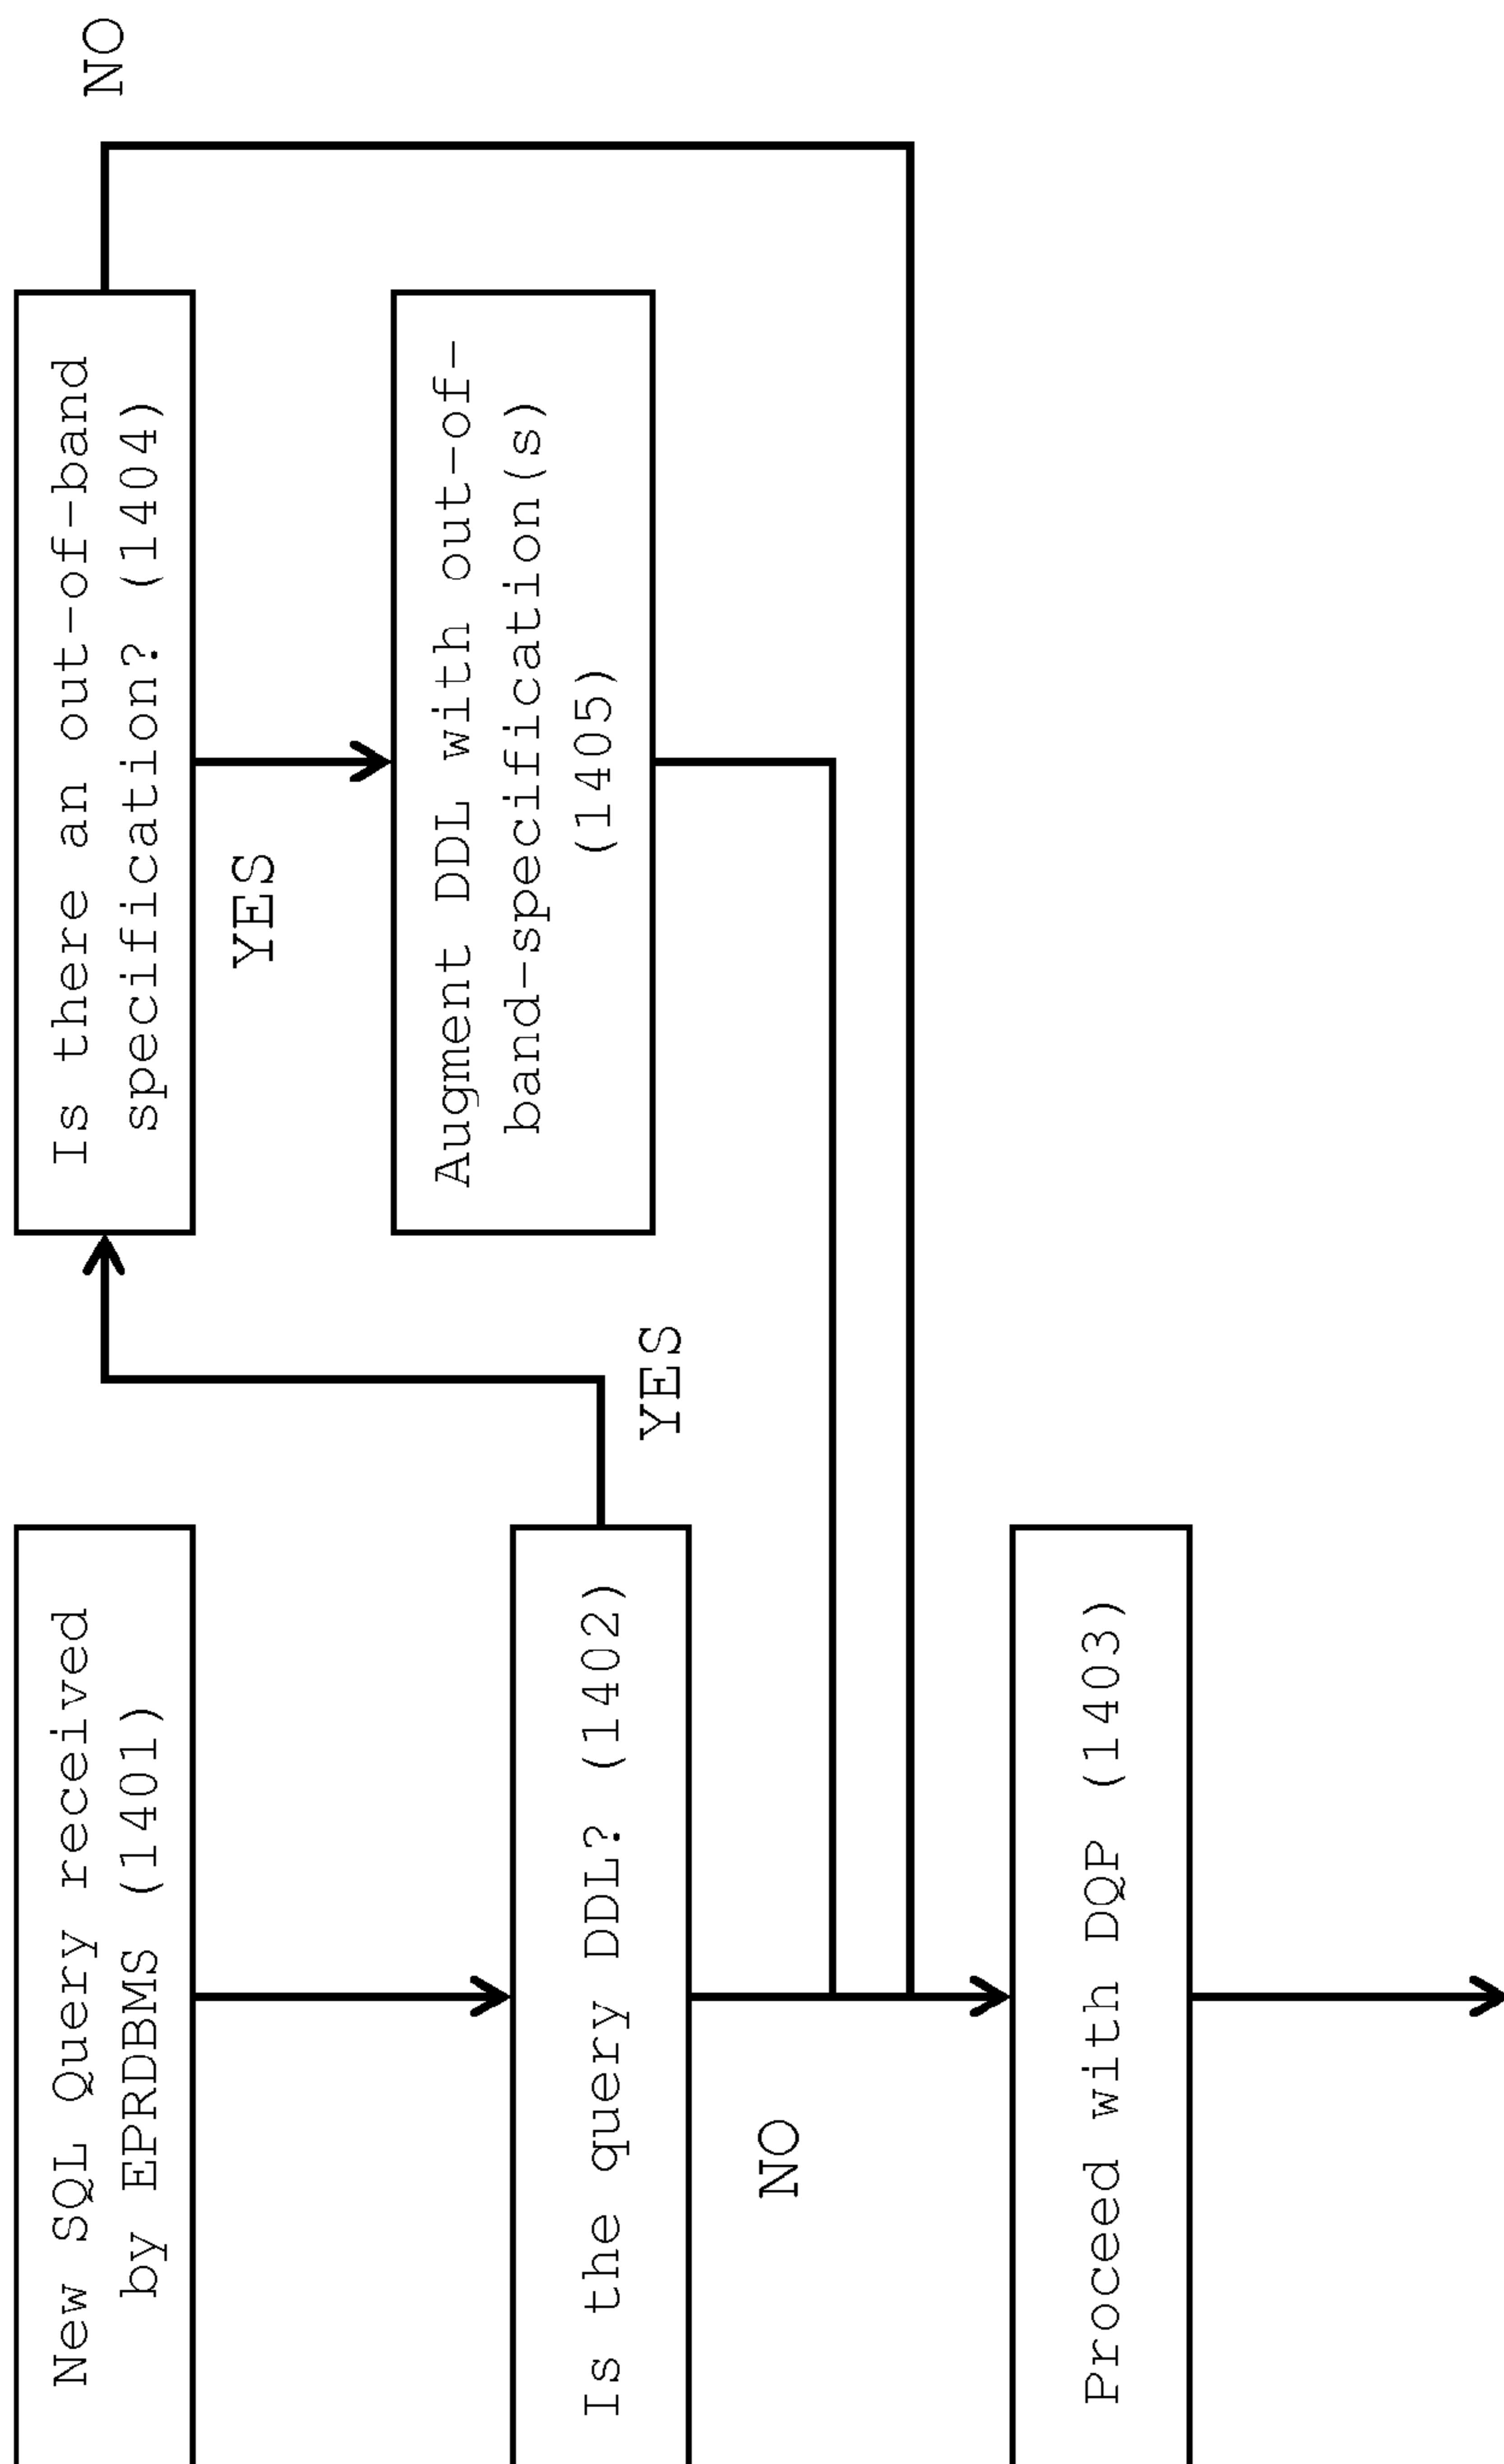 New SQL Query received
by EPRDBMS (1401)
Is the query DDL? (1402)
YES
NO
Proceed with DQP (1403)
Is there an out-of-band
specification? (1404)
NO
YES
Augment DDL with out-of-
band-specification(s)
(1405)